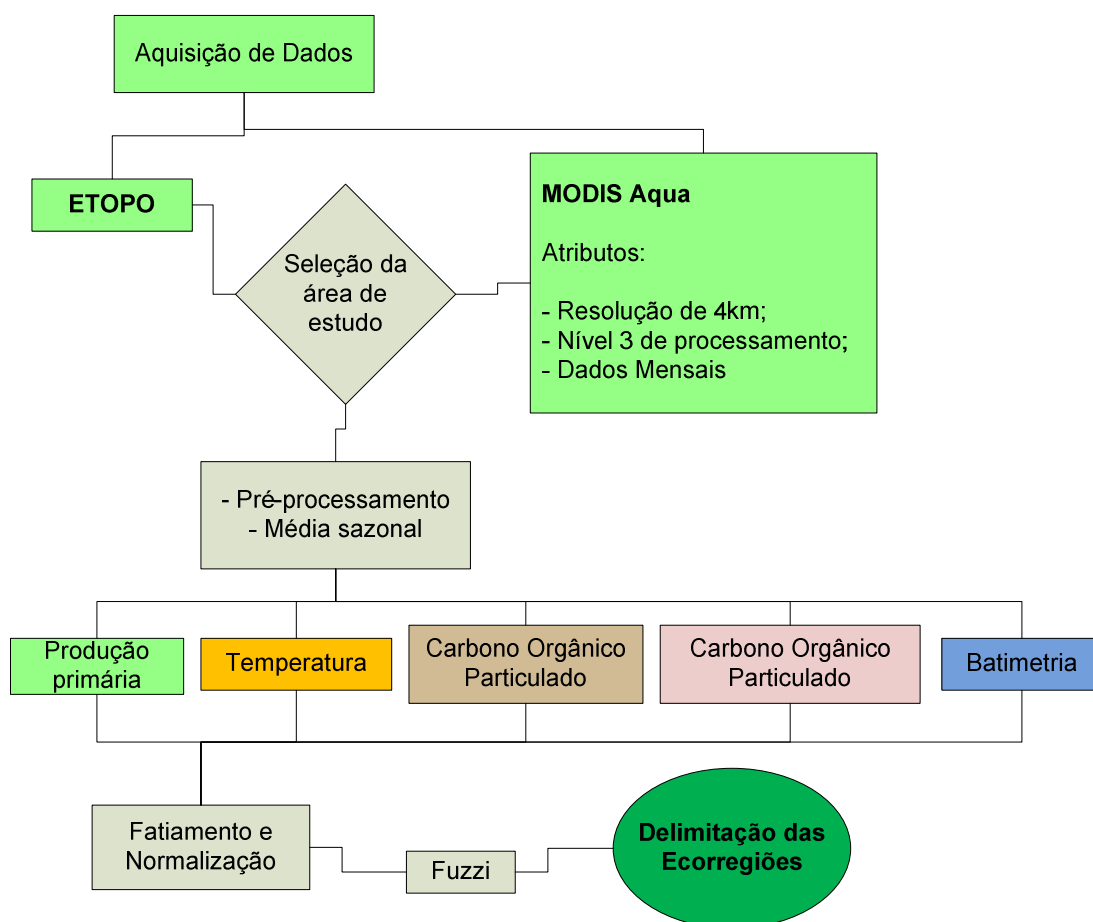 Aquisição de Dados
ETOPO
MODIS Aqua
Atributos:
- Resolução de 4km;
- Nível 3 de processamento;
- Dados Mensais
Seleção da
área de
estudo
- Pré-processamento
- Média sazonal
Produção
primária
Temperatura
Carbono Orgânico
Particulado
Carbono Orgânico
Particulado
Batimetria
Fatiamento e
Normalização
Fuzzi
Delimitação das
Ecorregiões